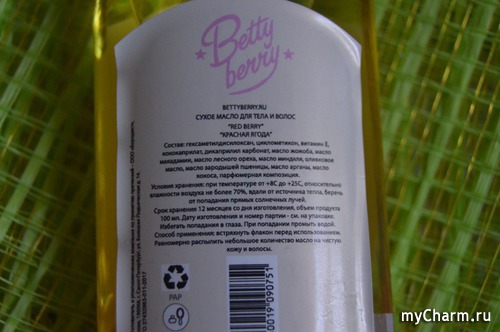 Betty
berry
BETTYBERRY.RU
СУХОЕ МАСЛО ДЛЯ ТЕЛА И ВОЛОС
"RED BERRY"
"КРАСНАЯ ЯГОДА"
Состав: гексаметилдисилоксан, циклометикон, витамин Е,
кококаприлат, дикаприлил карбонат, масло жожоба, масло
макадамии, масло лесного ореха, масло миндаля, оливковое
масло, масло зародышей пшеницы, масло арганы, масло
кокоса, парфюмерная композиция.
Условия хранения: при температуре от +8С до +25С, относительно
влажности воздуха не более 70%, вдали от источника тепла, береч
от попадания прямых солнечных лучей.
Срок хранения 12 месяцев со дня изготовления, объем продукта
100 мл. Дату изготовления и номер партии - см. на упаковке.
Избегать попадания в глаза. При попадании промыть водой.
Способ применения: встряхнуть флакон перед использованием.
Равномерно распылить небольшое количество масла на чистую
кожу и волосы.
PAP
0019090751
myCharm.ru